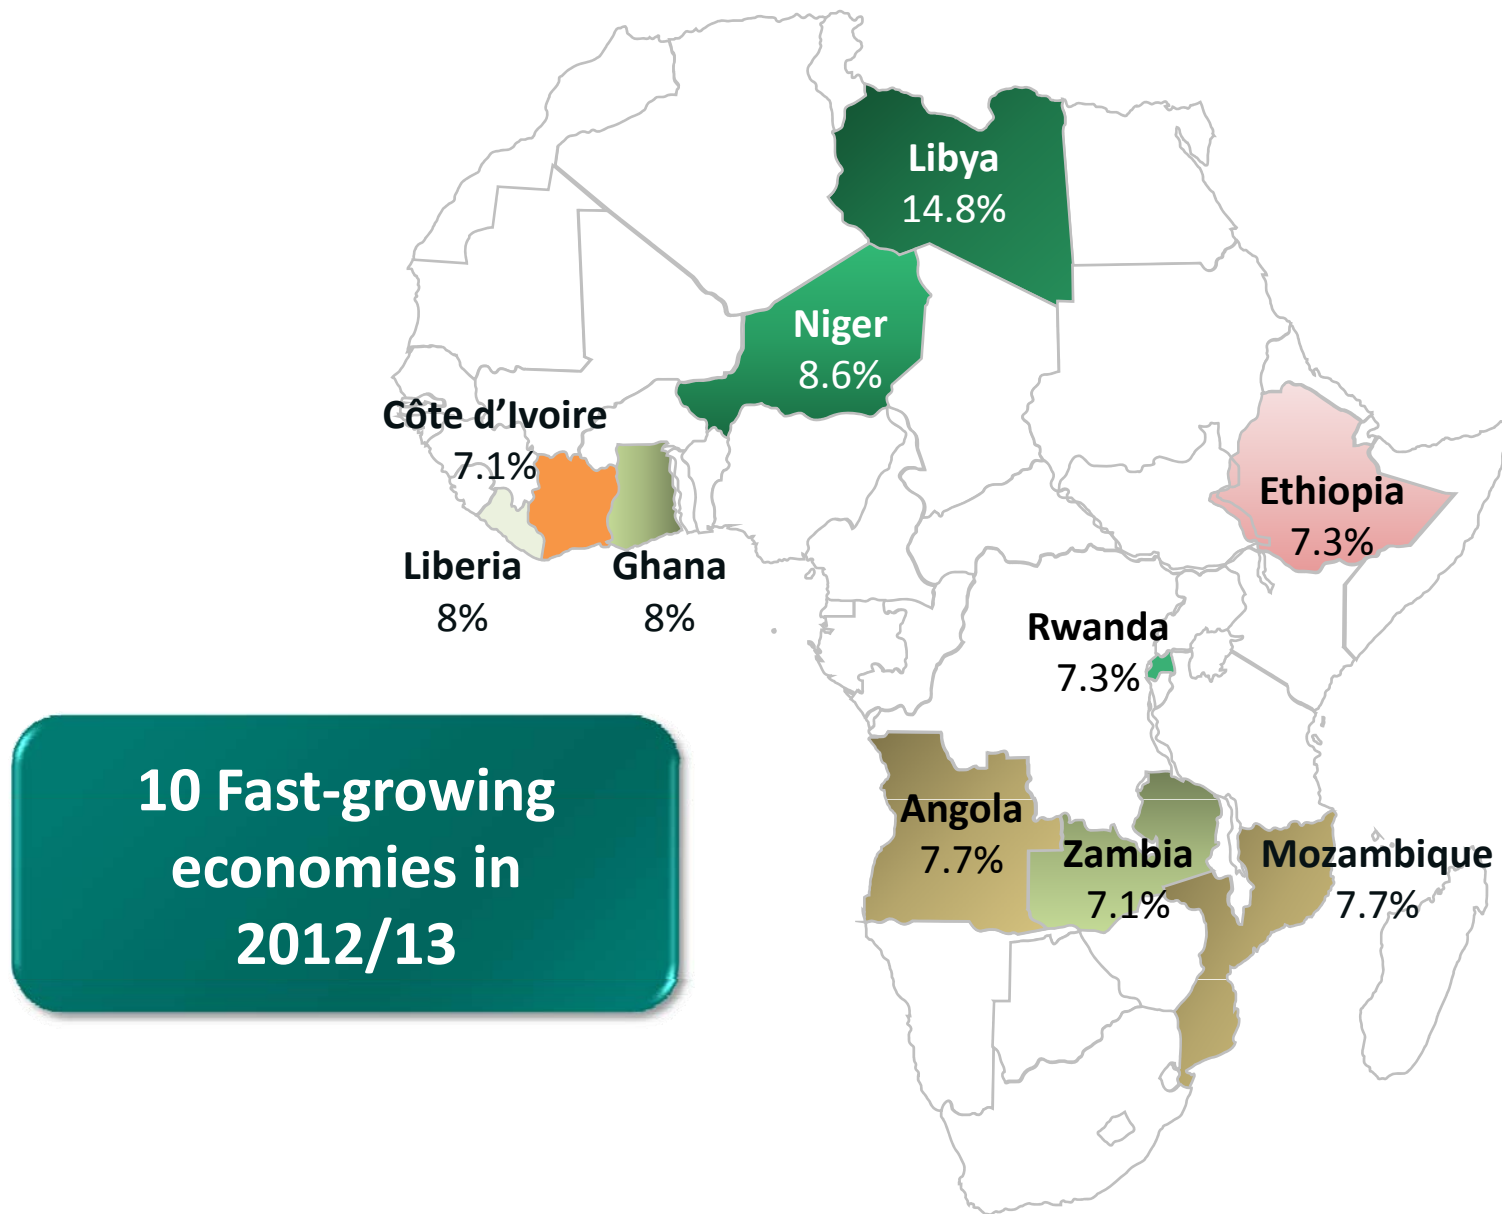 Libya
14.8%
Niger
8.6%
Côte d’Ivoire
7.1%
Liberia
8%
Ghana
8%
Ethiopia
7.3%
Rwanda
7.3%
Angola
7.7%
Zambia
7.1%
Mozambique
7.7%
10 Fast-growing
economies in
2012/13